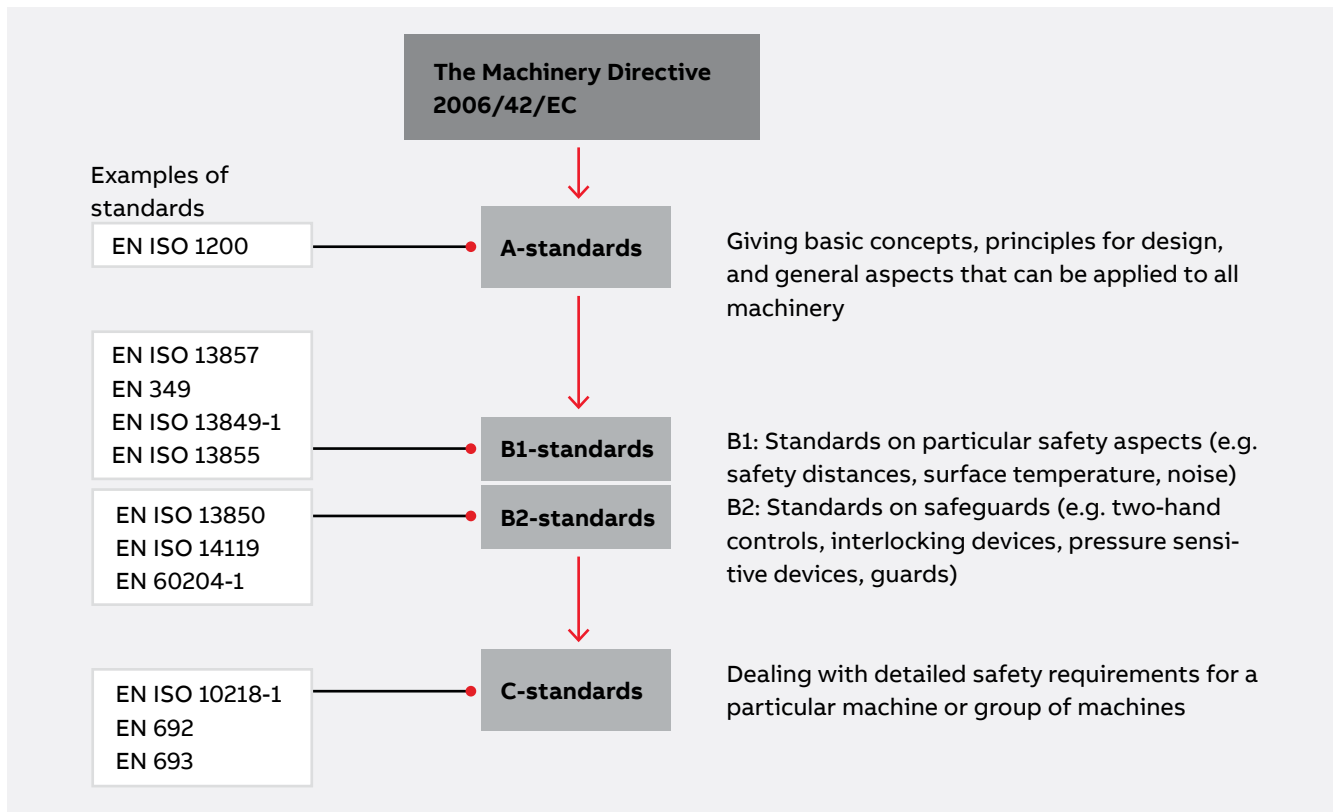 The Machinery Directive
2006/42/EC
Examples of
standards
EN ISO 1200
A-standards
Giving basic concepts, principles for design,
and general aspects that can be applied to all
machinery
EN ISO 13857
EN 349
EN ISO 13849-1
EN ISO 13855
B1-standards
B1: Standards on particular safety aspects (e.g.
safety distances, surface temperature, noise)
EN ISO 13850
EN ISO 14119
EN 60204-1
B2-standards
B2: Standards on safeguards (e.g. two-hand
controls, interlocking devices, pressure sensi-
tive devices, guards)
EN ISO 10218-1
EN 692
EN 693
C-standards
Dealing with detailed safety requirements for a
particular machine or group of machines